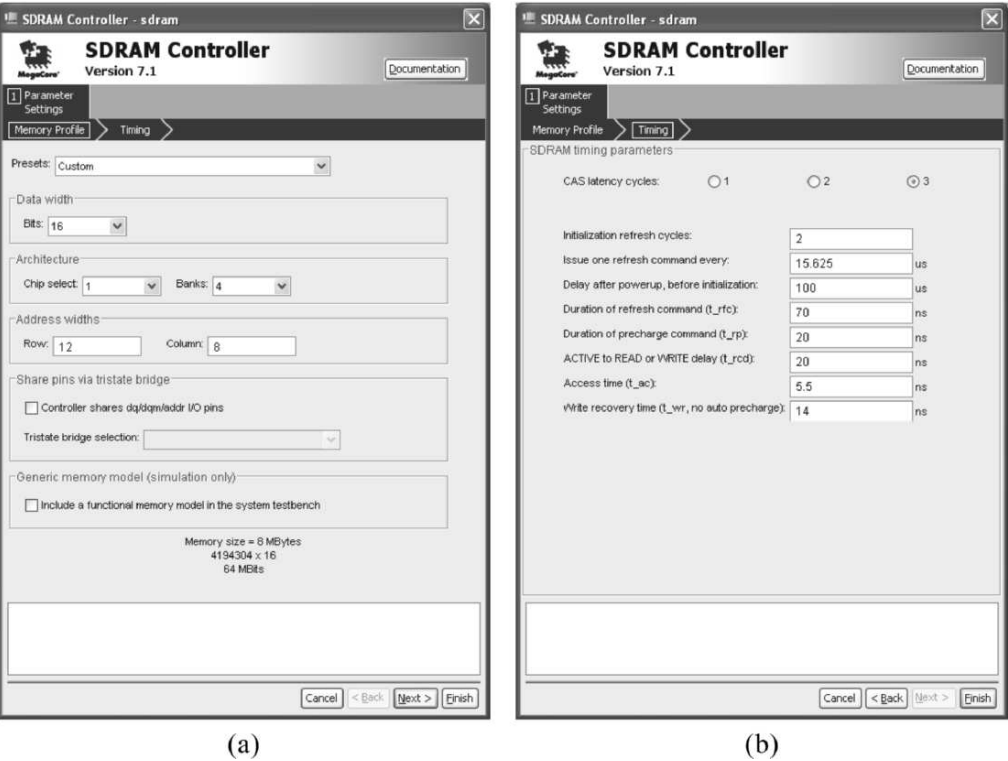 SDRAM Controller - sdram
SDRAM Controller
Version 7.1
MegaCore'
Documentation
1 Parameter
Settings
Memory Profile
Timing
Presets: Custom
Data width
Bits: 16
Architecture
Chip select: 1 Banks: 4
Address widths
Row: 12 Column: 8
Share pins via tristate bridge
Controller shares dq/dqm/addr I/O pins
Tristate bridge selection:
Generic memory model (simulation only)
Include a functional memory model in the system testbench
Memory size = 8 MBytes
4194304 x 16
64 MBits
Cancel < Back Next > Finish
(a)
SDRAM Controller - sdram
SDRAM Controller
Version 7.1
MegaCore'
Documentation
1 Parameter
Settings
Memory Profile
Timing
SDRAM timing parameters
CAS latency cycles: 1 2 3
Initialization refresh cycles: 2
Issue one refresh command every: 15.625 us
Delay after powerup, before initialization: 100 us
Duration of refresh command (t_rfc): 70 ns
Duration of precharge command (t_rp): 20 ns
ACTIVE to READ or WRITE delay (t_rcd): 20 ns
Access time (t_ac): 5.5 ns
Write recovery time (t_wr, no auto precharge): 14 ns
Cancel < Back Next > Finish
(b)